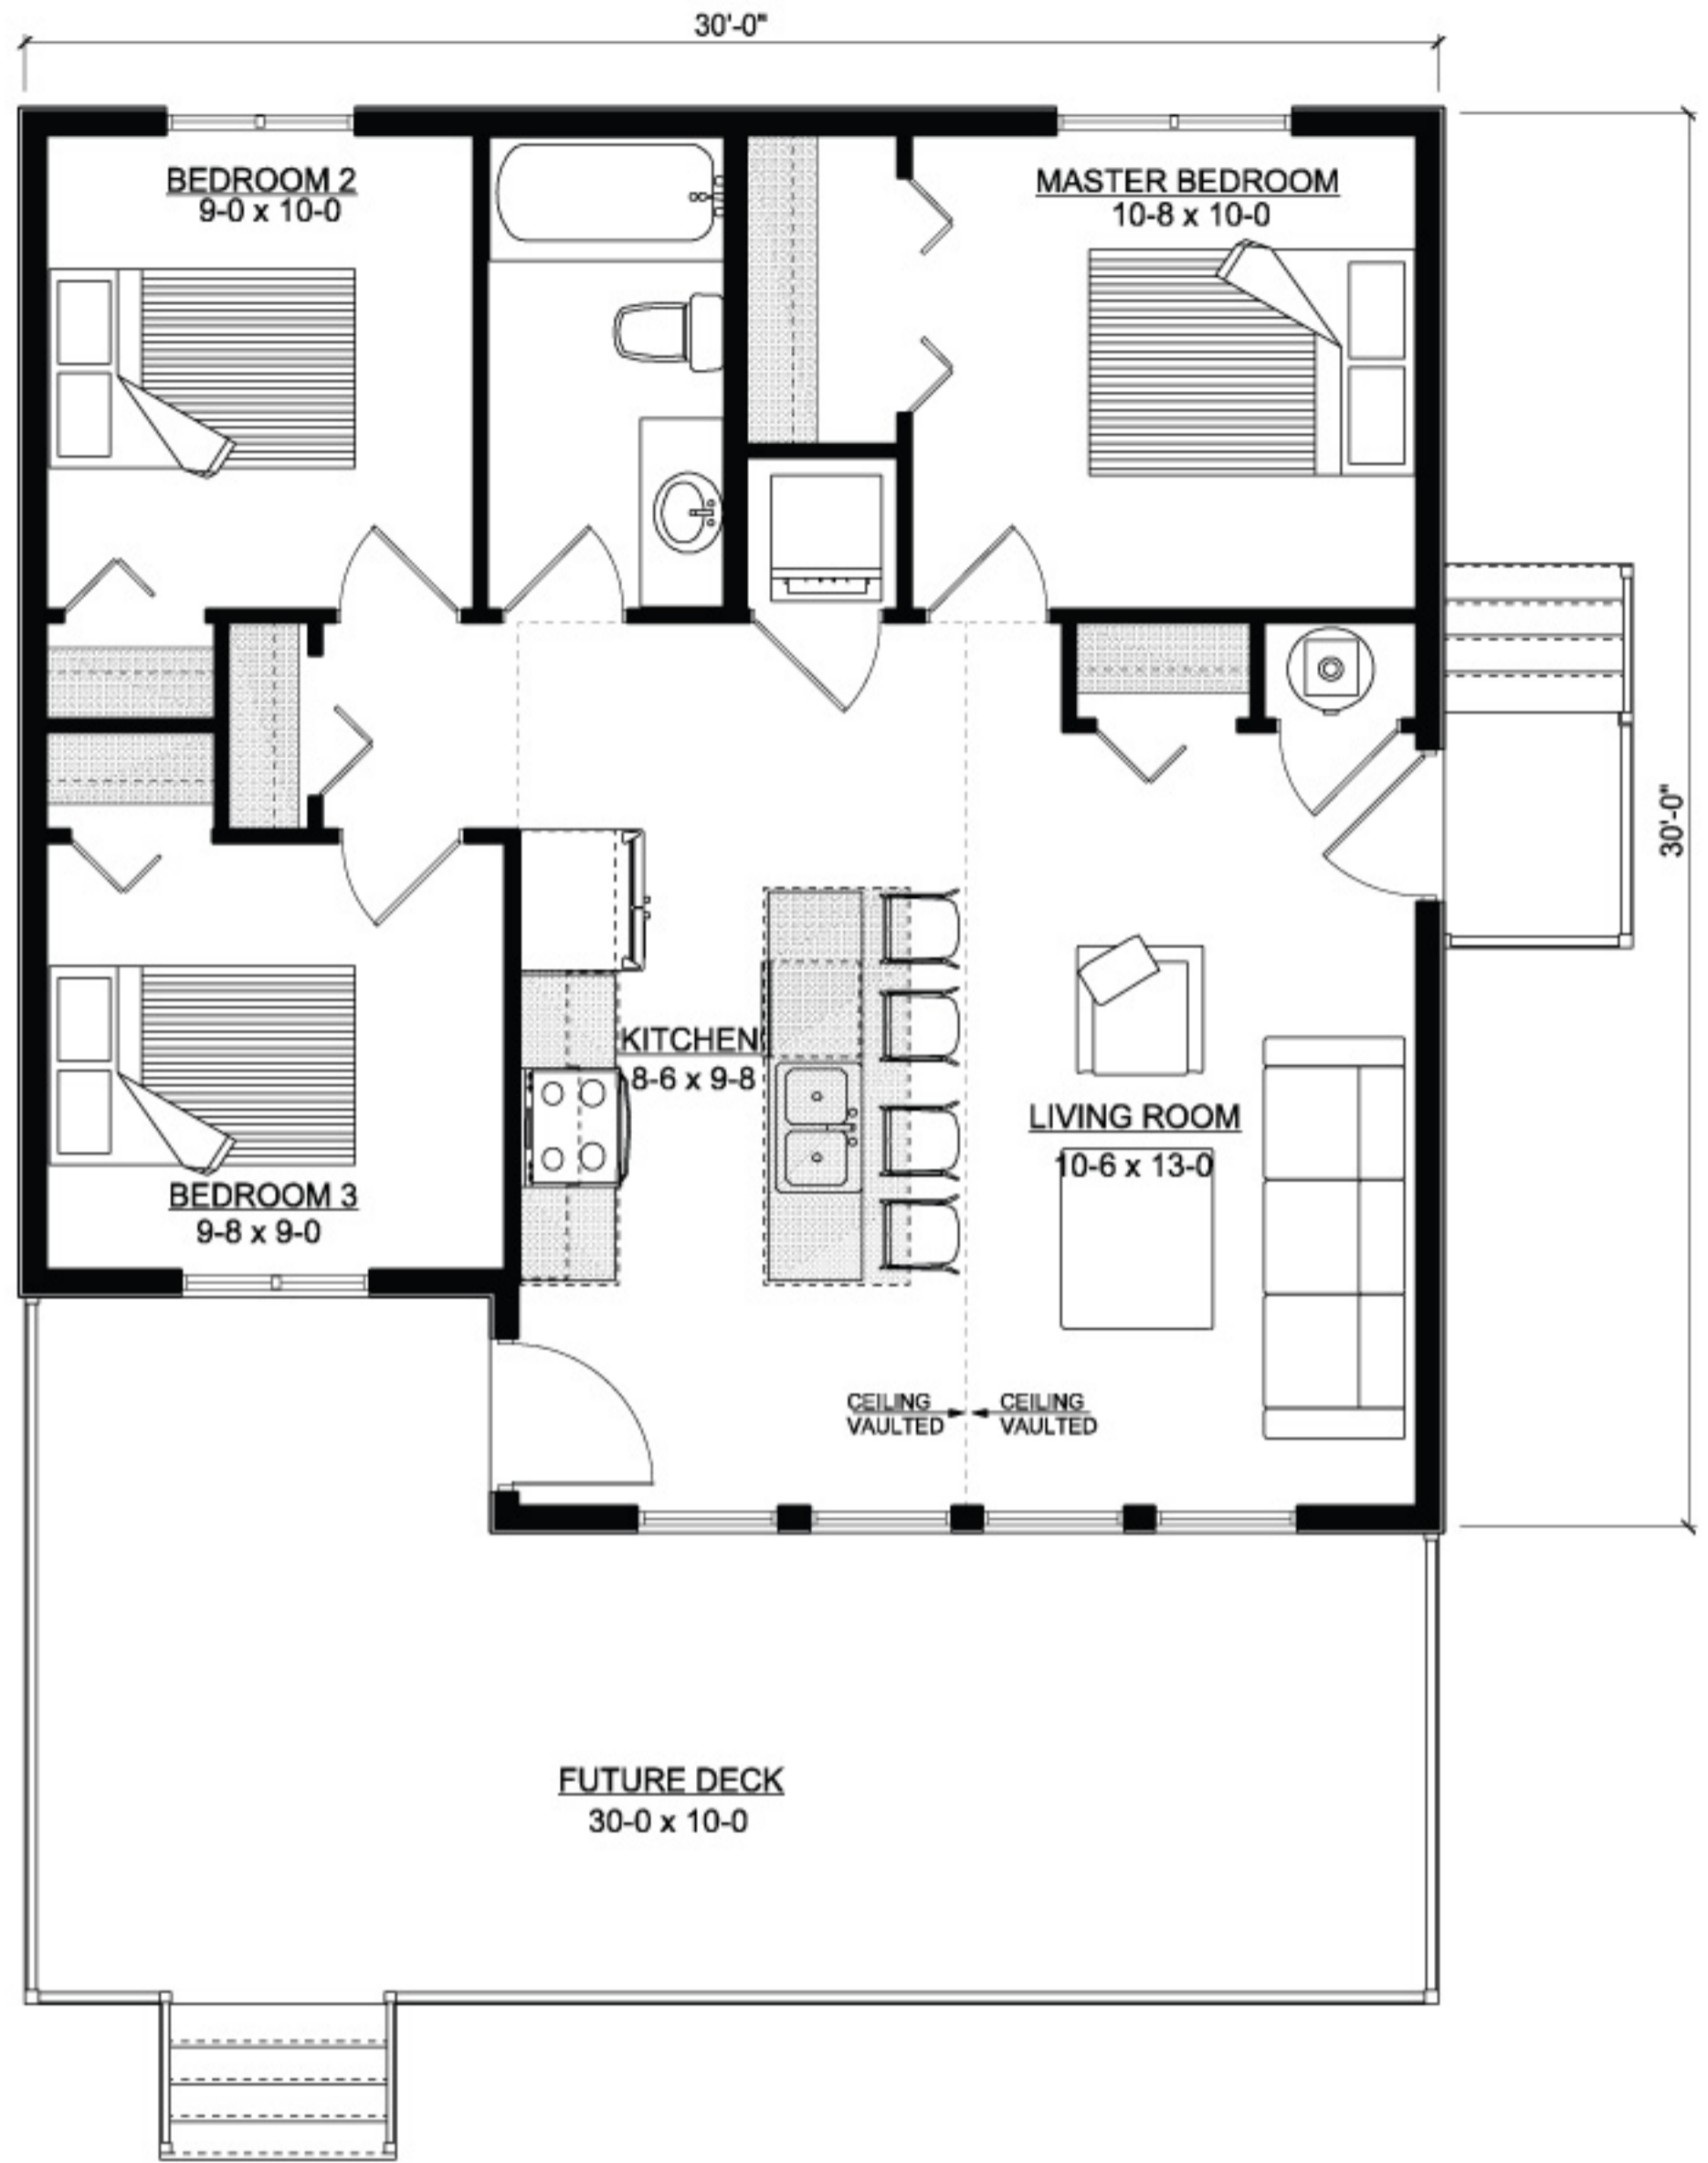 30'-0"
BEDROOM 2
9-0 x 10-0
MASTER BEDROOM
10-8 x 10-0
30'-0"
KITCHEN
8-6 x 9-8
LIVING ROOM
10-6 x 13-0
BEDROOM 3
9-8 x 9-0
CEILING
VAULTED
CEILING
VAULTED
FUTURE DECK
30-0 x 10-0